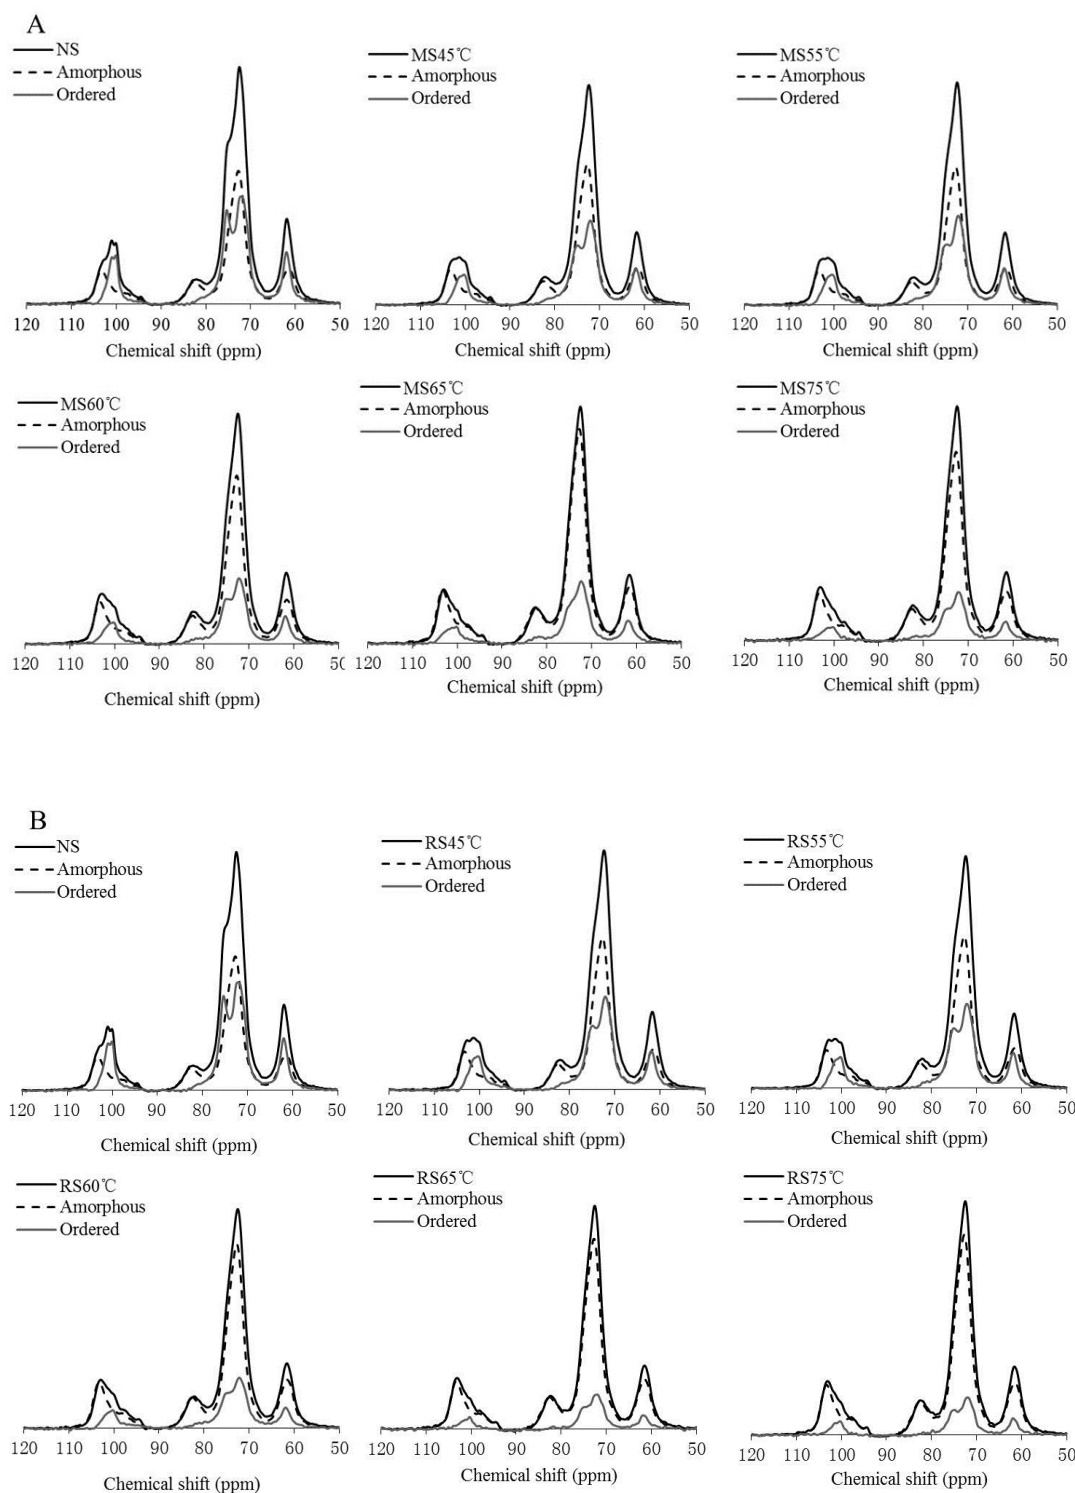 A
NS
Amorphous
Ordered
120 110 100 90 80 70 60 50
Chemical shift (ppm)
MS45℃
Amorphous
Ordered
120 110 100 90 80 70 60 50
Chemical shift (ppm)
MS55℃
Amorphous
Ordered
120 110 100 90 80 70 60 50
Chemical shift (ppm)
MS60℃
Amorphous
Ordered
120 110 100 90 80 70 60 50
Chemical shift (ppm)
MS65℃
Amorphous
Ordered
120 110 100 90 80 70 60 50
Chemical shift (ppm)
MS75℃
Amorphous
Ordered
120 110 100 90 80 70 60 50
Chemical shift (ppm)
B
NS
Amorphous
Ordered
120 110 100 90 80 70 60 50
Chemical shift (ppm)
RS45℃
Amorphous
Ordered
120 110 100 90 80 70 60 50
Chemical shift (ppm)
RS55℃
Amorphous
Ordered
120 110 100 90 80 70 60 50
Chemical shift (ppm)
RS60℃
Amorphous
Ordered
120 110 100 90 80 70 60 50
Chemical shift (ppm)
RS65℃
Amorphous
Ordered
120 110 100 90 80 70 60 50
Chemical shift (ppm)
RS75℃
Amorphous
Ordered
120 110 100 90 80 70 60 50
Chemical shift (ppm)